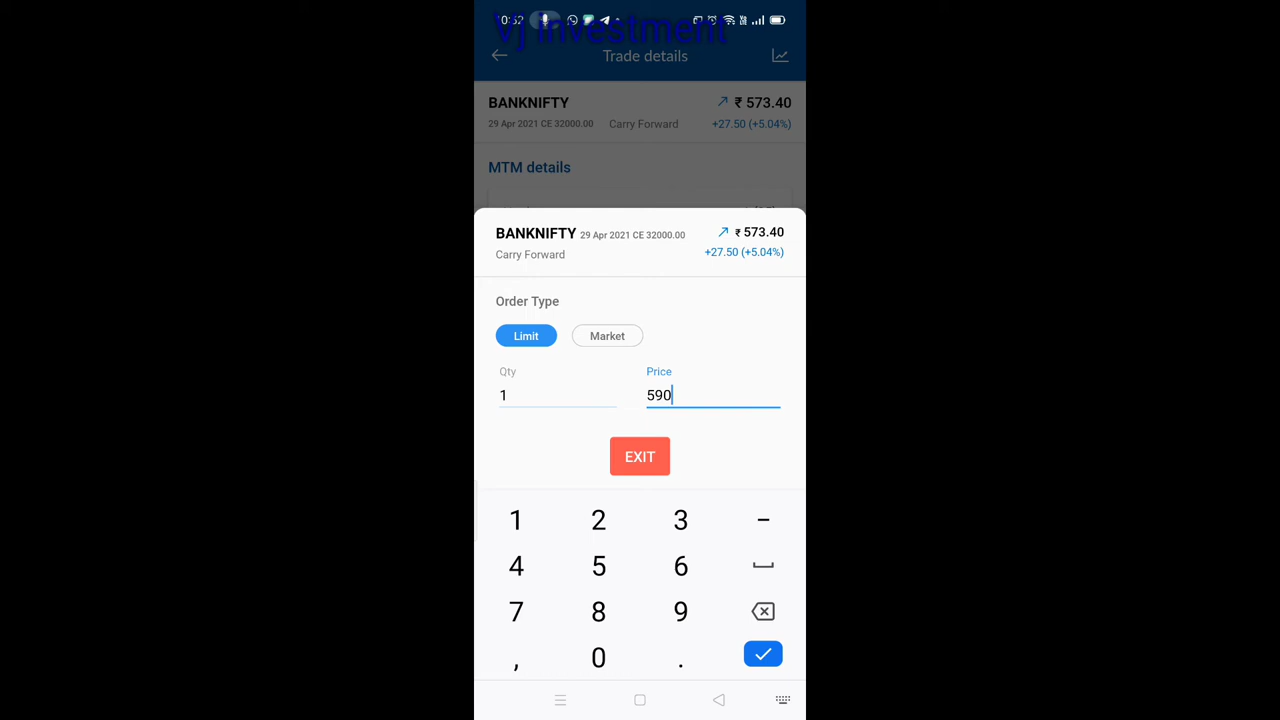 10:32
Vj investment
Trade details
BANKNIFTY ₹ 573.40
29 Apr 2021 CE 32000.00 Carry Forward +27.50 (+5.04%)
MTM details
BANKNIFTY 29 Apr 2021 CE 32000.00 ₹ 573.40
Carry Forward +27.50 (+5.04%)
Order Type
Limit Market
Qty Price
1 590
EXIT
1 2 3 -
4 5 6
7 8 9
, 0 .